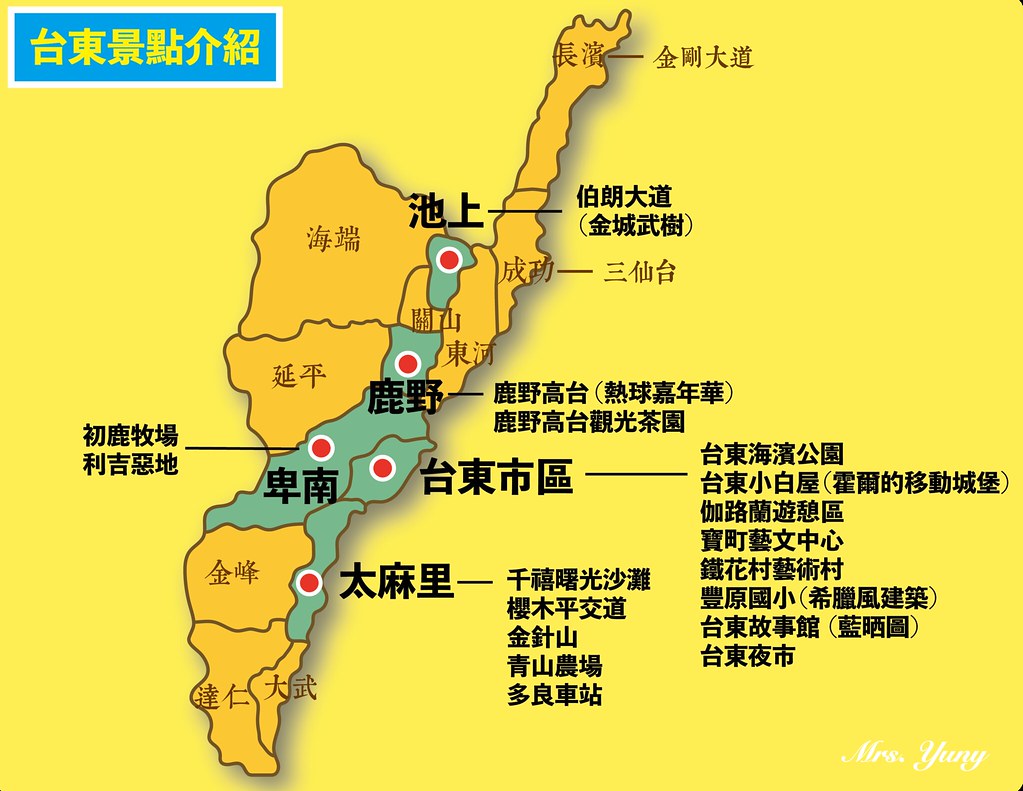 台東景點介紹
長濱
金剛大道
池上
伯朗大道
（金城武樹）
海端
成功
三仙台
關山
東河
延平
鹿野
鹿野高台（熱球嘉年華）
鹿野高台觀光茶園
初鹿牧場
利吉惡地
卑南
台東市區
台東海濱公園
台東小白屋（霍爾的移動城堡）
伽路蘭遊憩區
寶町藝文中心
鐵花村藝術村
豐原國小（希臘風建築）
台東故事館（藍晒圖）
台東夜市
金峰
太麻里
千禧曙光沙灘
櫻木平交道
金針山
青山農場
多良車站
達仁
大武
Mrs. Yuny